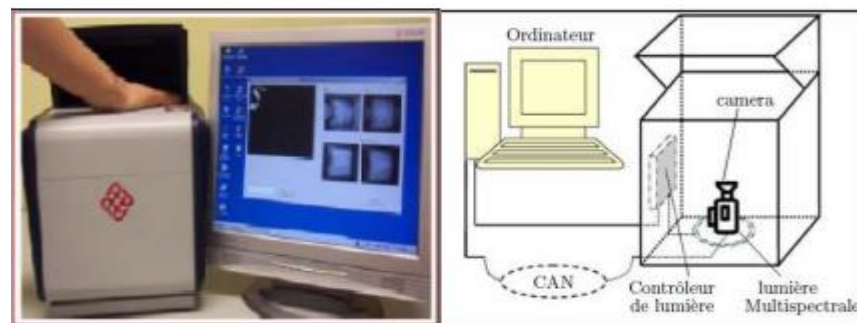 Ordinateur
camera
CAN
Contrôleur
de lumière
lumière
Multispectrale